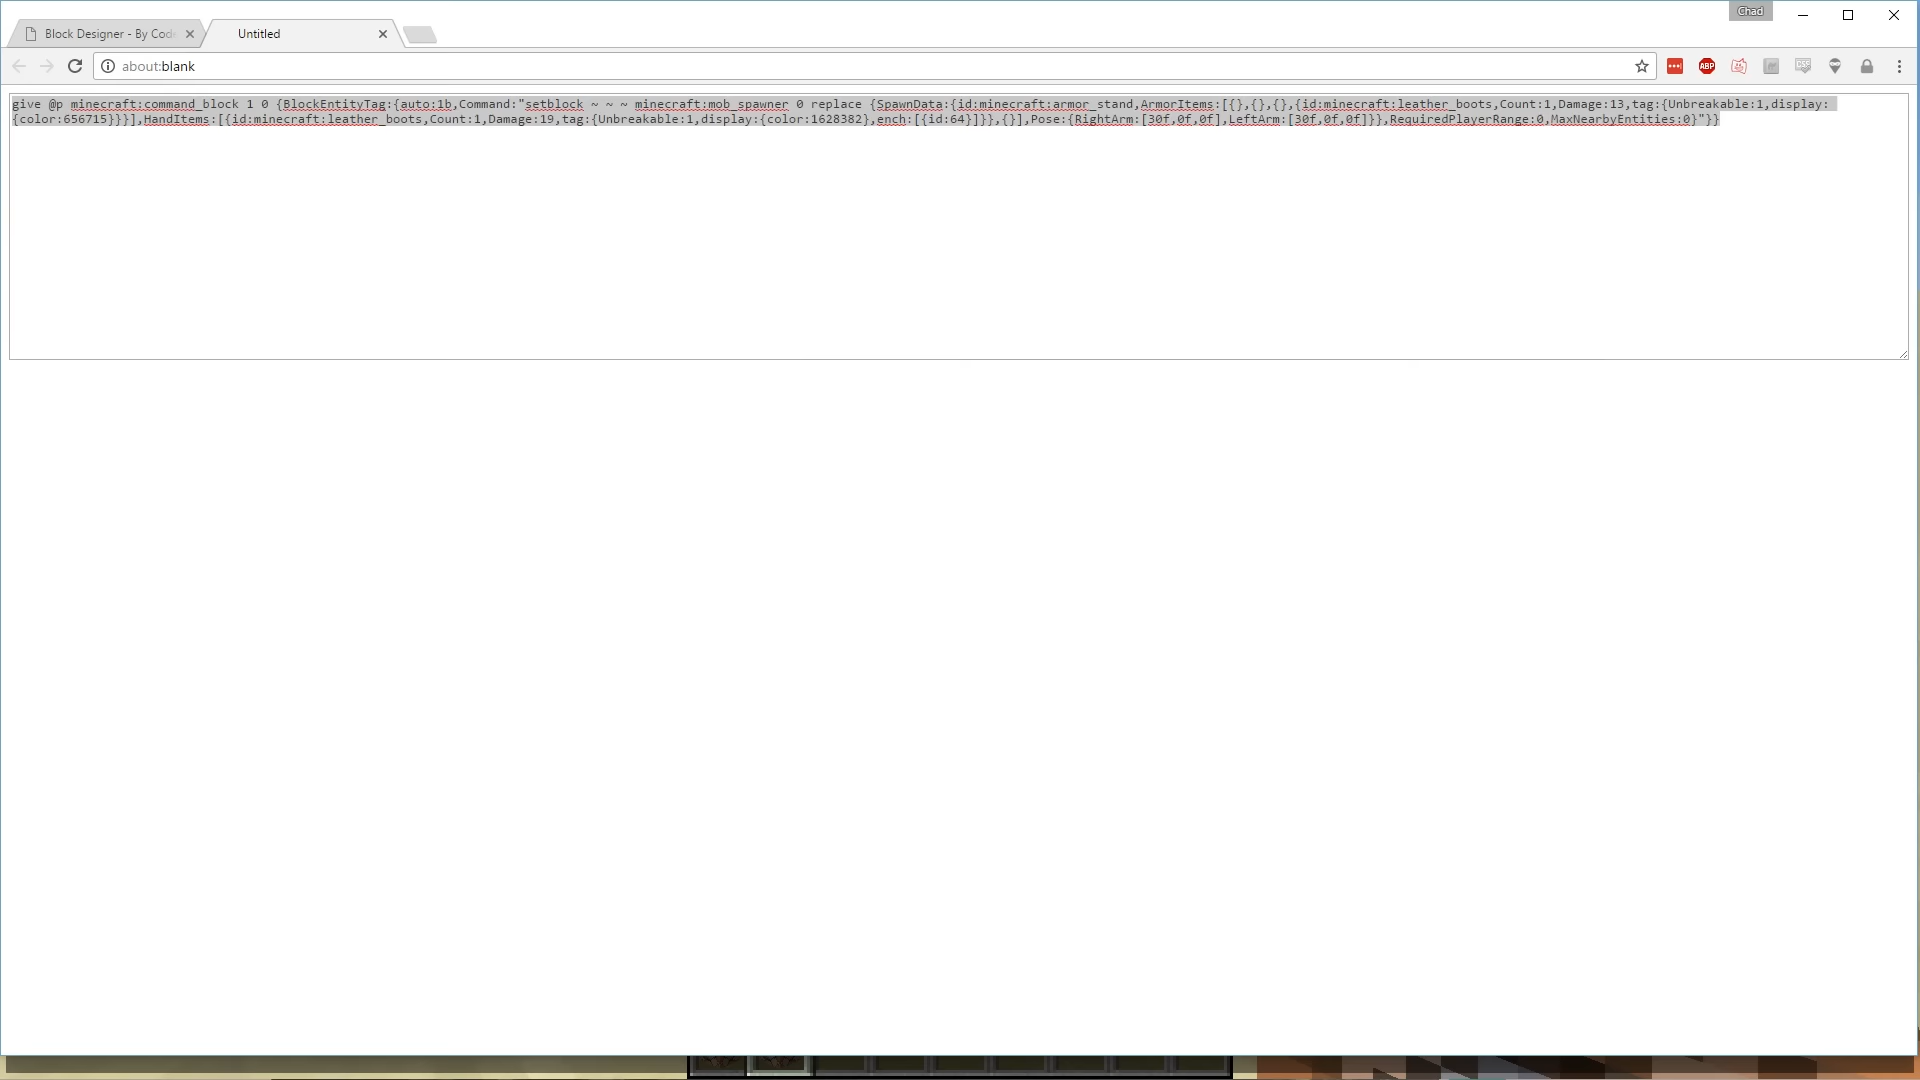 Chad
Block Designer - By Code
Untitled
about:blank
ABP
give @p minecraft:command_block 1 0 {BlockEntityTag:{auto:1b,Command:"setblock ~ ~ ~ minecraft:mob_spawner 0 replace {SpawnData:{id:minecraft:armor_stand,ArmorItems:[{},{},{},{id:minecraft:leather_boots,Count:1,Damage:13,tag:{Unbreakable:1,display:
{color:656715}}}],HandItems:[{id:minecraft:leather_boots,Count:1,Damage:19,tag:{Unbreakable:1,display:{color:1628382},ench:[{id:64}]}},{}],Pose:{RightArm:[30f,0f,0f],LeftArm:[30f,0f,0f]}},RequiredPlayerRange:0,MaxNearbyEntities:0}"}}